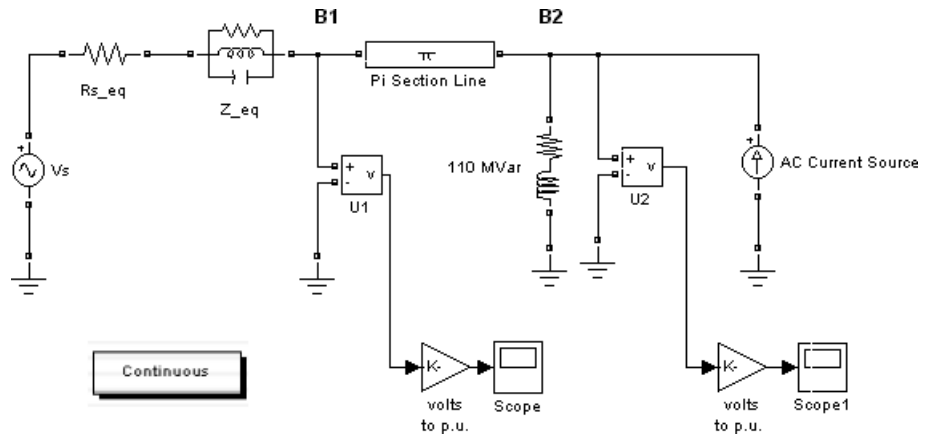 B1
B2
π
Rs_eq
Z_eq
Pi Section Line
+
Vs
+
-
v
U1
110 MVar
+
-
v
U2
+
AC Current Source
Continuous
K-
volts
to p.u.
Scope
K-
volts
to p.u.
Scope1